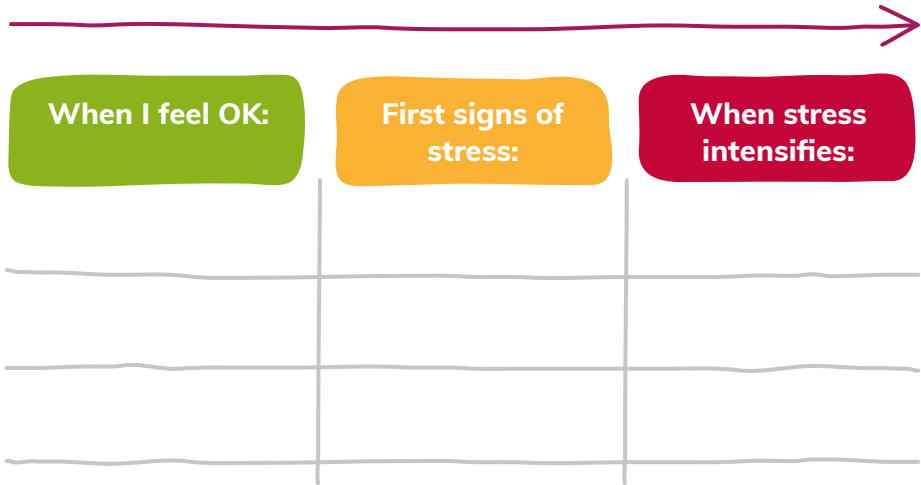 When I feel OK:
First signs of
stress:
When stress
intensifies: